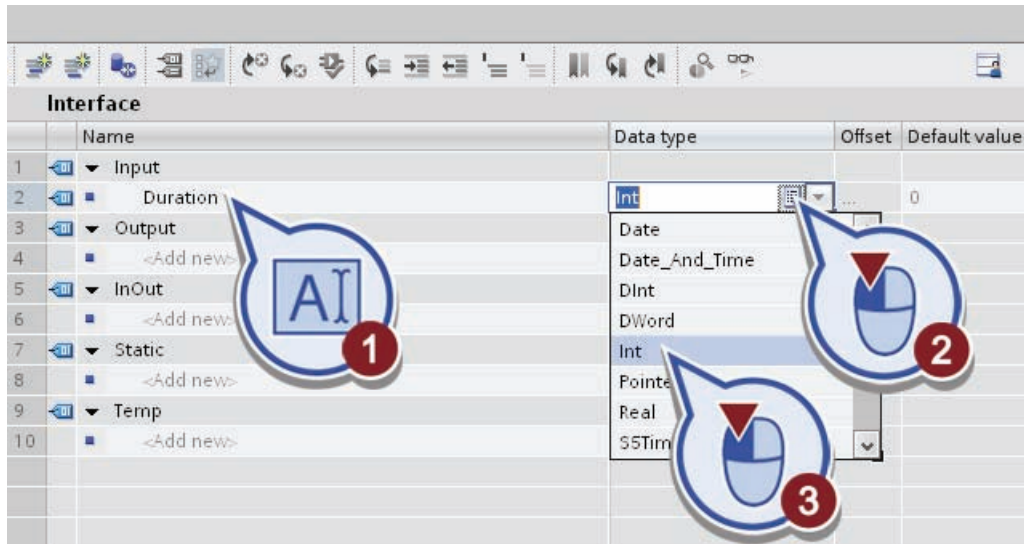 Interface
Name Data type Offset Default value
1 Input
2 Duration Int ... 0
3 Output Date
4 <Add new> Date_And_Time
5 InOut DInt
6 <Add new> DWord
7 Static Int
8 <Add new>
9 Temp Real
10 <Add new>
AI
1
2
3